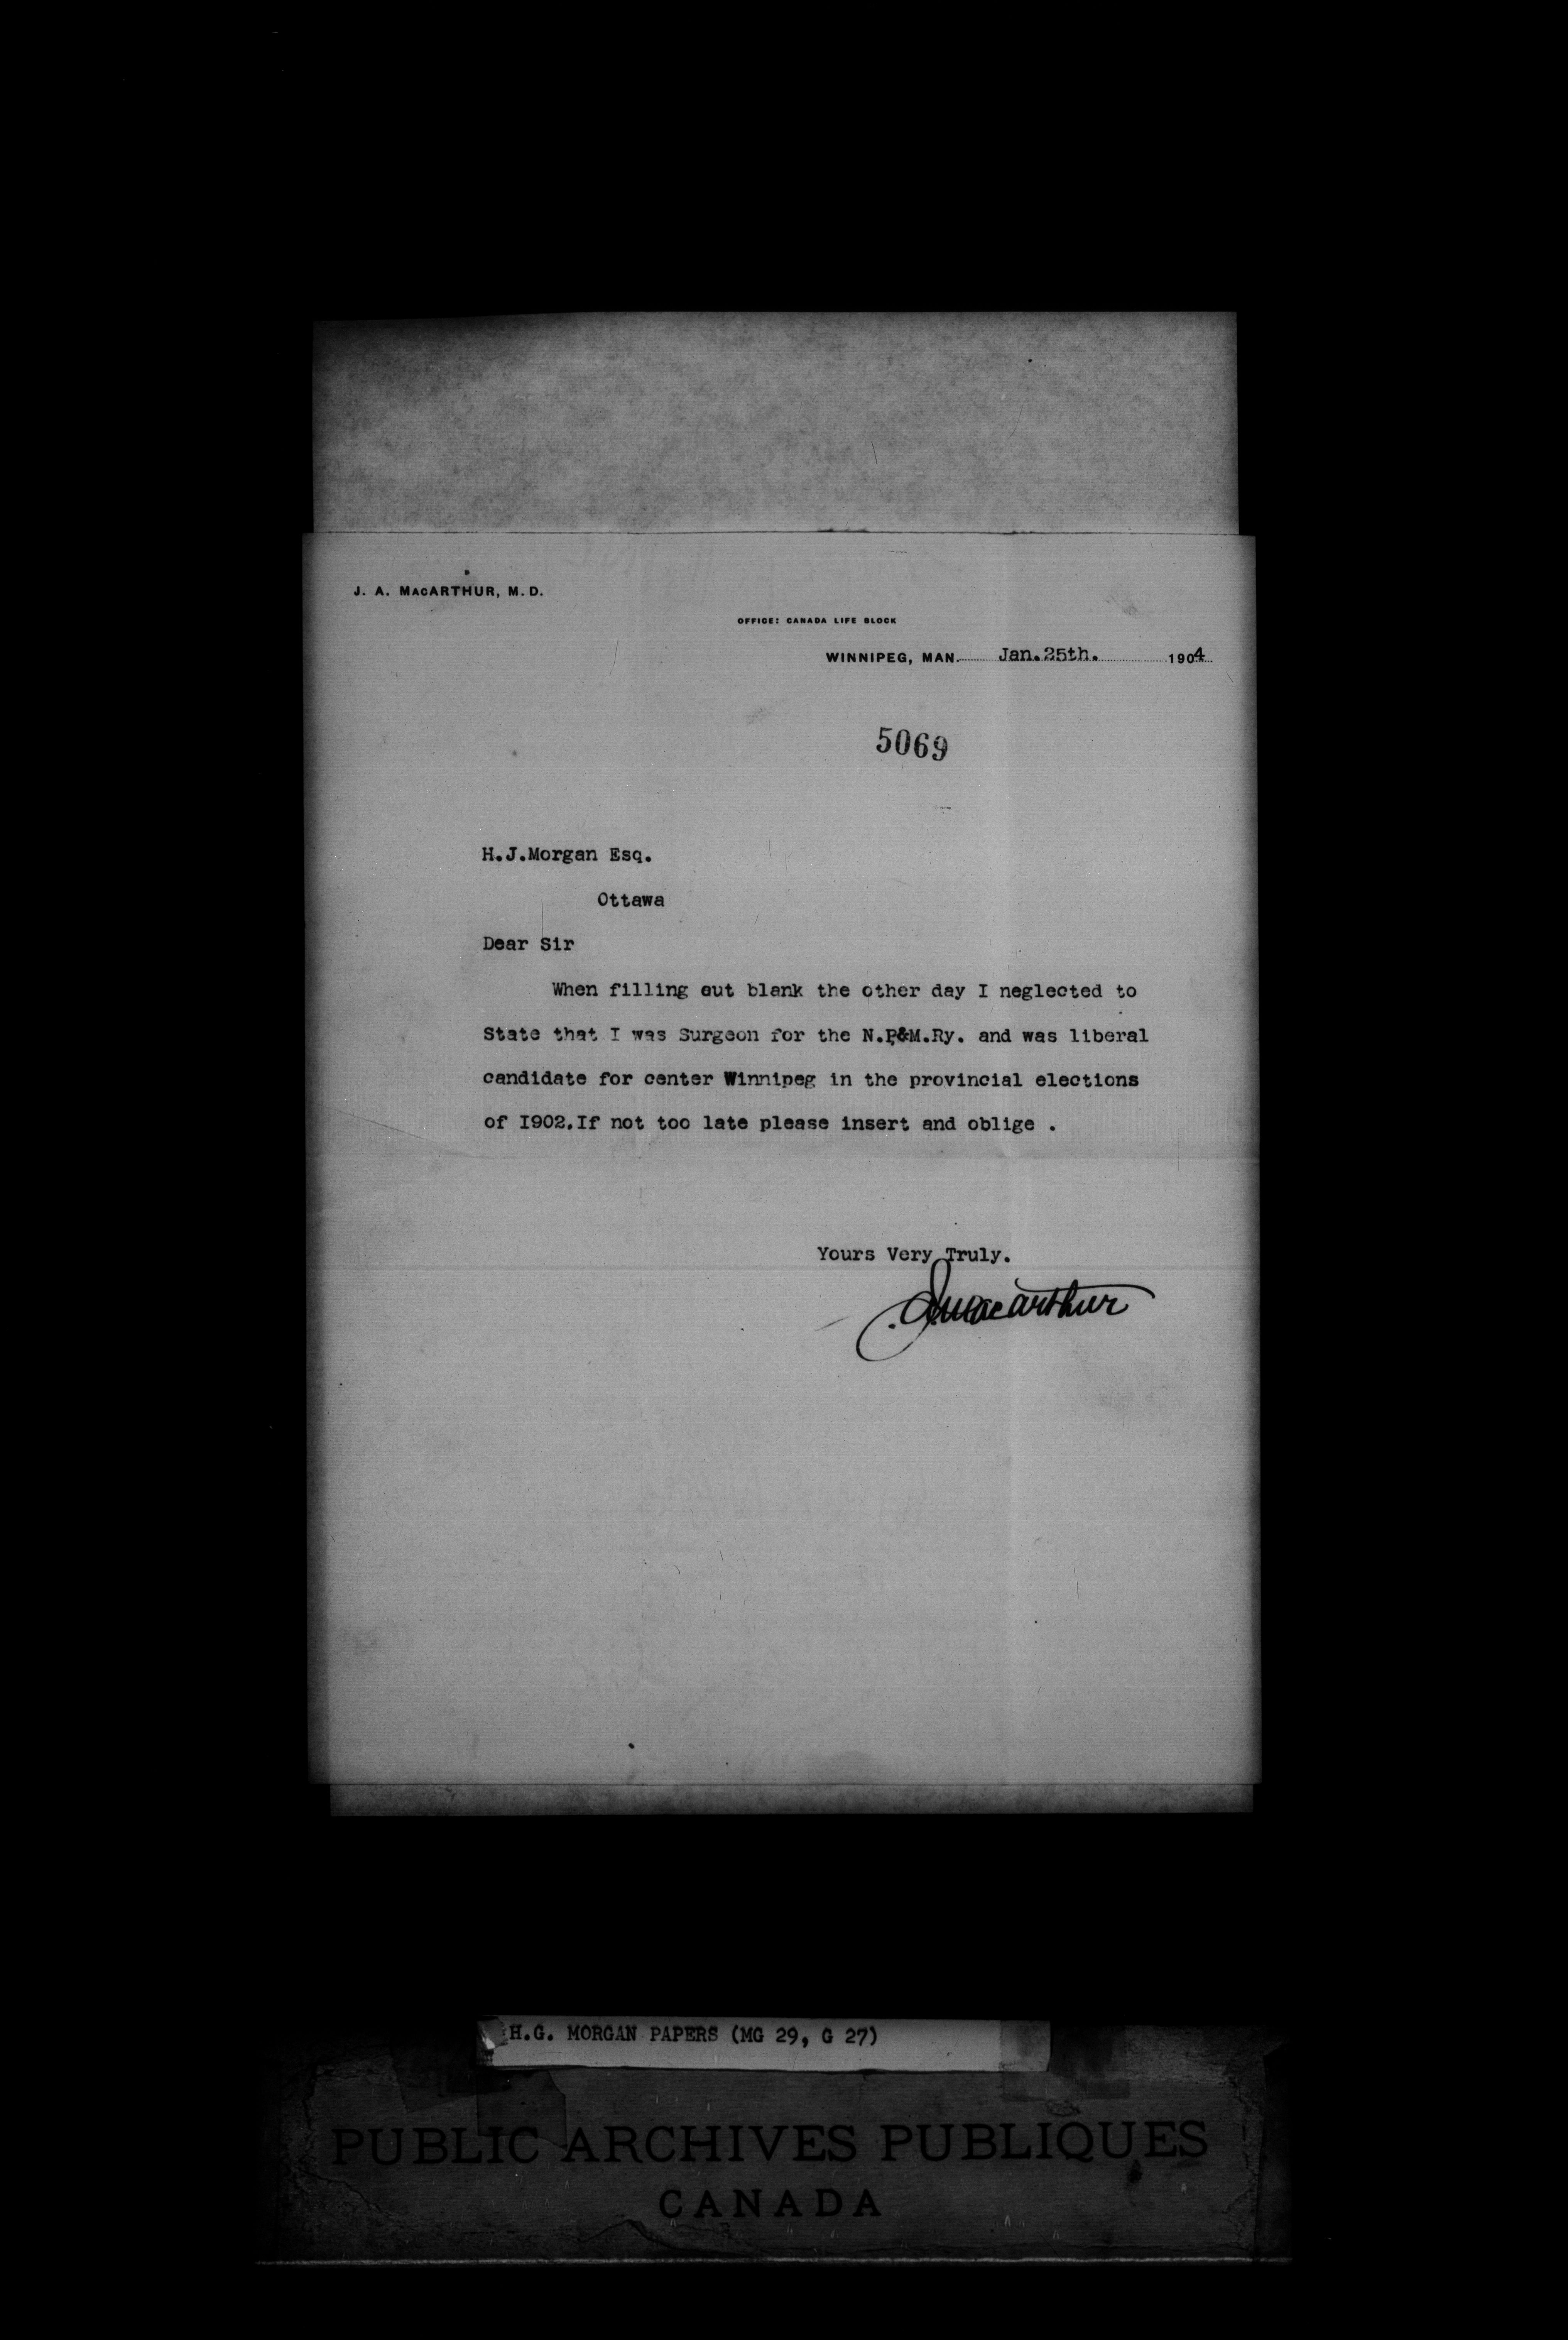 J. A. MACARTHUR, M. D.
OFFICE: CANADA LIFE BLOCK
WINNIPEG, MAN. Jan.25th. 1904
5069
H.J.Morgan Esq.
Ottawa
Dear Sir
When filling out blank the other day I neglected to
State that I was Surgeon for the N.P&M.Ry. and was liberal
candidate for center Winnipeg in the provincial elections
of I902.If not too late please insert and oblige .
Yours Very Truly.
J.A.Macarthur
H.G. MORGAN PAPERS (MG 29, G 27)
PUBLIC ARCHIVES PUBLIQUES
CANADA